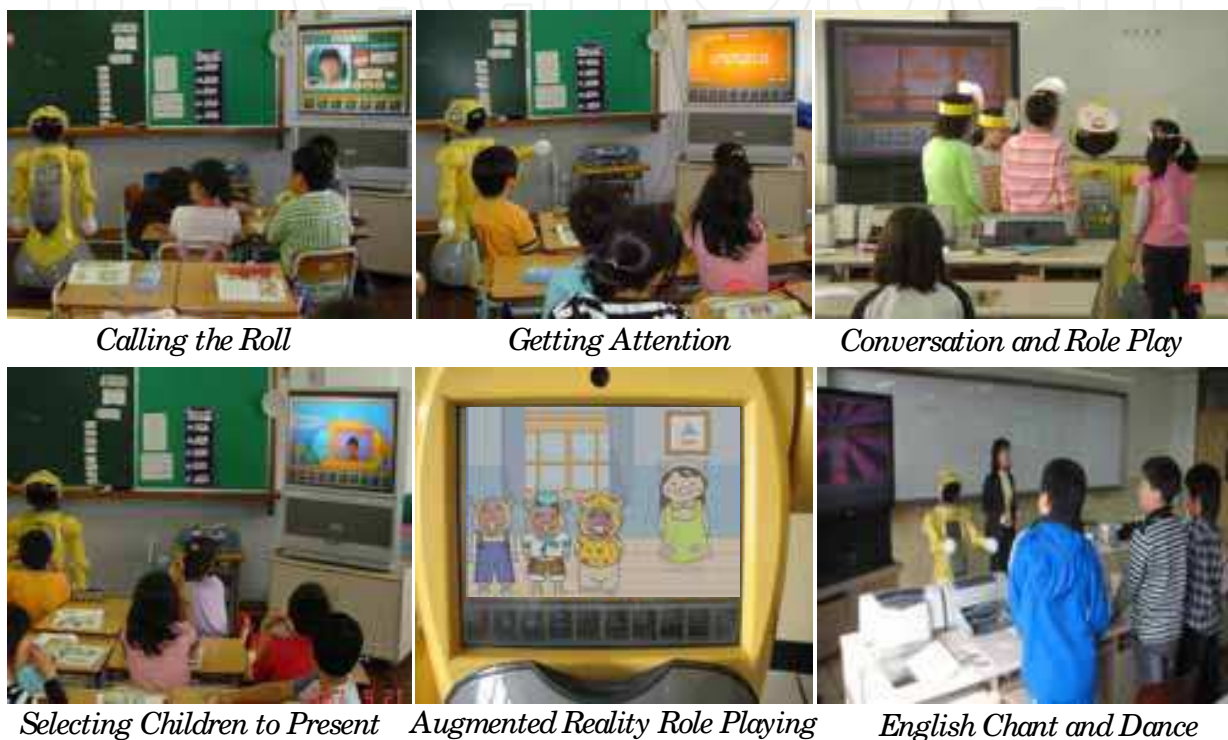 Calling the Roll
Getting Attention
Conversation and Role Play
Selecting Children to Present
Augmented Reality Role Playing
English Chant and Dance